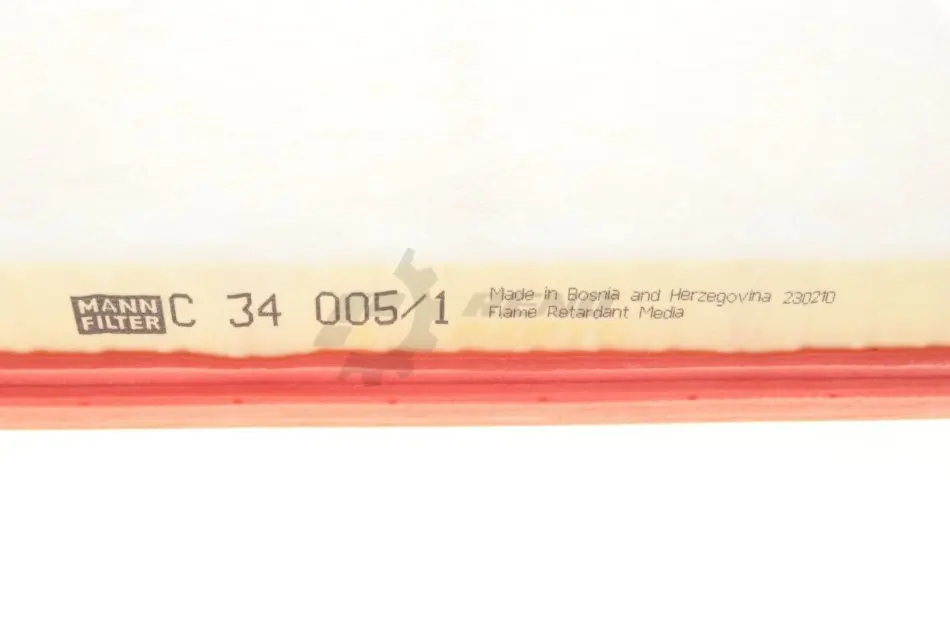 MANN
FILTER
C 34 005/1
Made in Bosnia and Herzegovina 230210
Flame Retardant Media